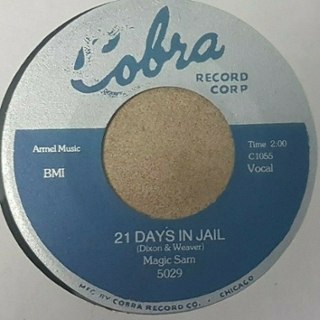 Cobra
RECORD
CORP
Armel Music
BMI
Time 2:00
C1055
Vocal
21 DAYS IN JAIL
(Dixon & Weaver)
Magic Sam
5029
MFG BY COBRA RECORD CO. • CHICAGO